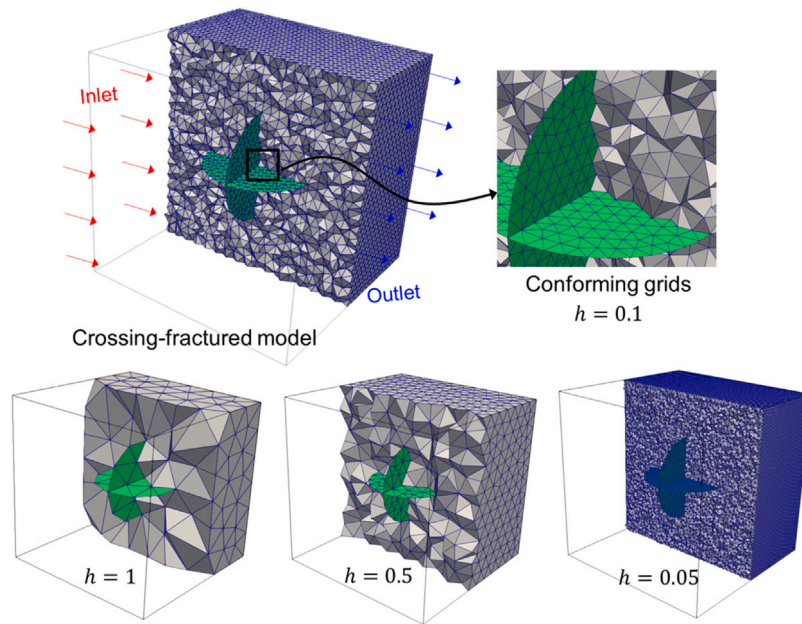 Inlet
Outlet
Crossing-fractured model
Conforming grids
h = 0.1
h = 1
h = 0.5
h = 0.05